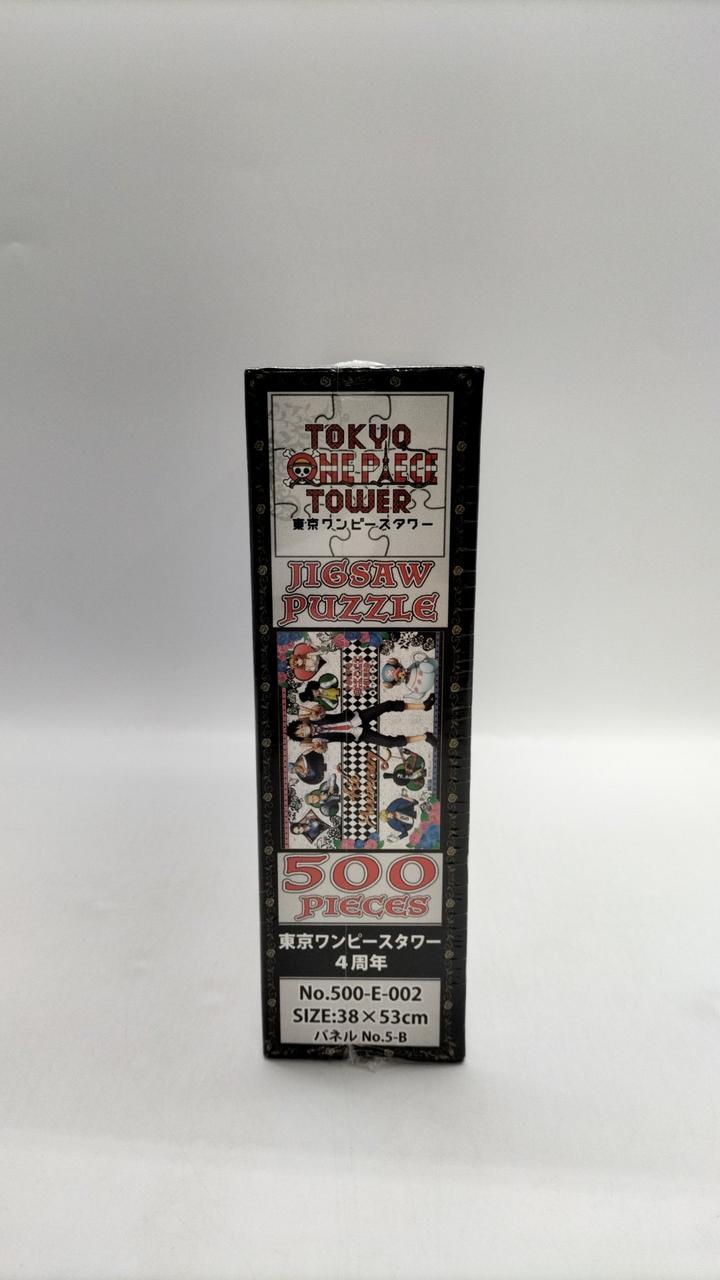 TOKYO
ONE PIECE
TOWER
東京ワンピースタワー
JIGSAW
PUZZLE
500
PIECES
東京ワンピースタワー
4周年
No.500-E-002
SIZE:38×53cm
パネル No.5-B